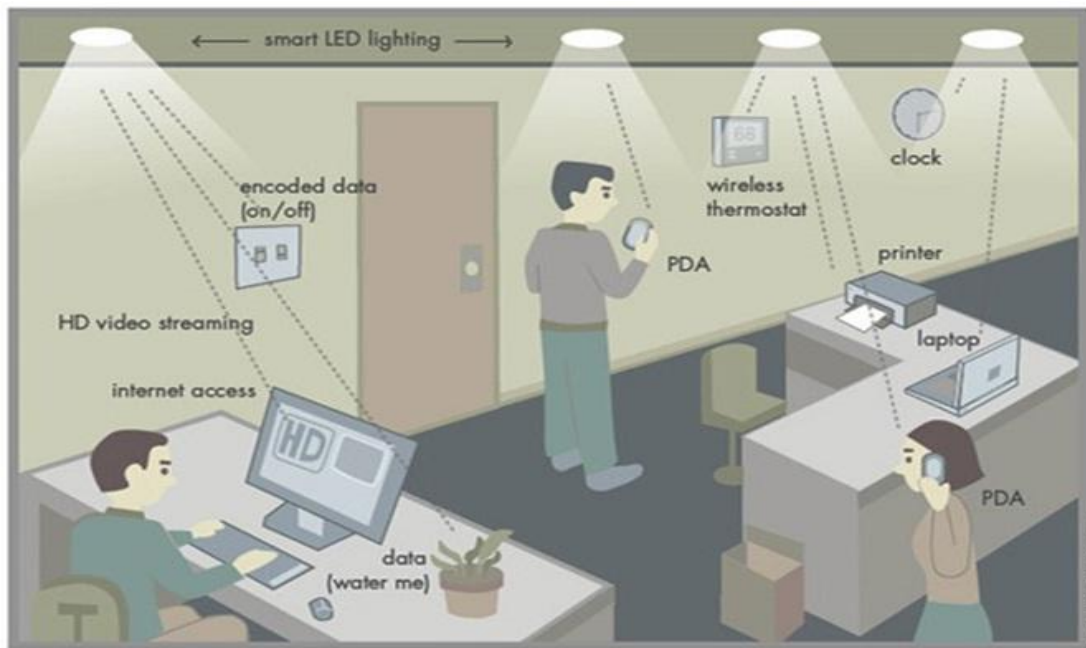 smart LED lighting
encoded data
(on/off)
68
wireless
thermostat
clock
PDA
printer
HD video streaming
laptop
internet access
HD
PDA
data
(water me)